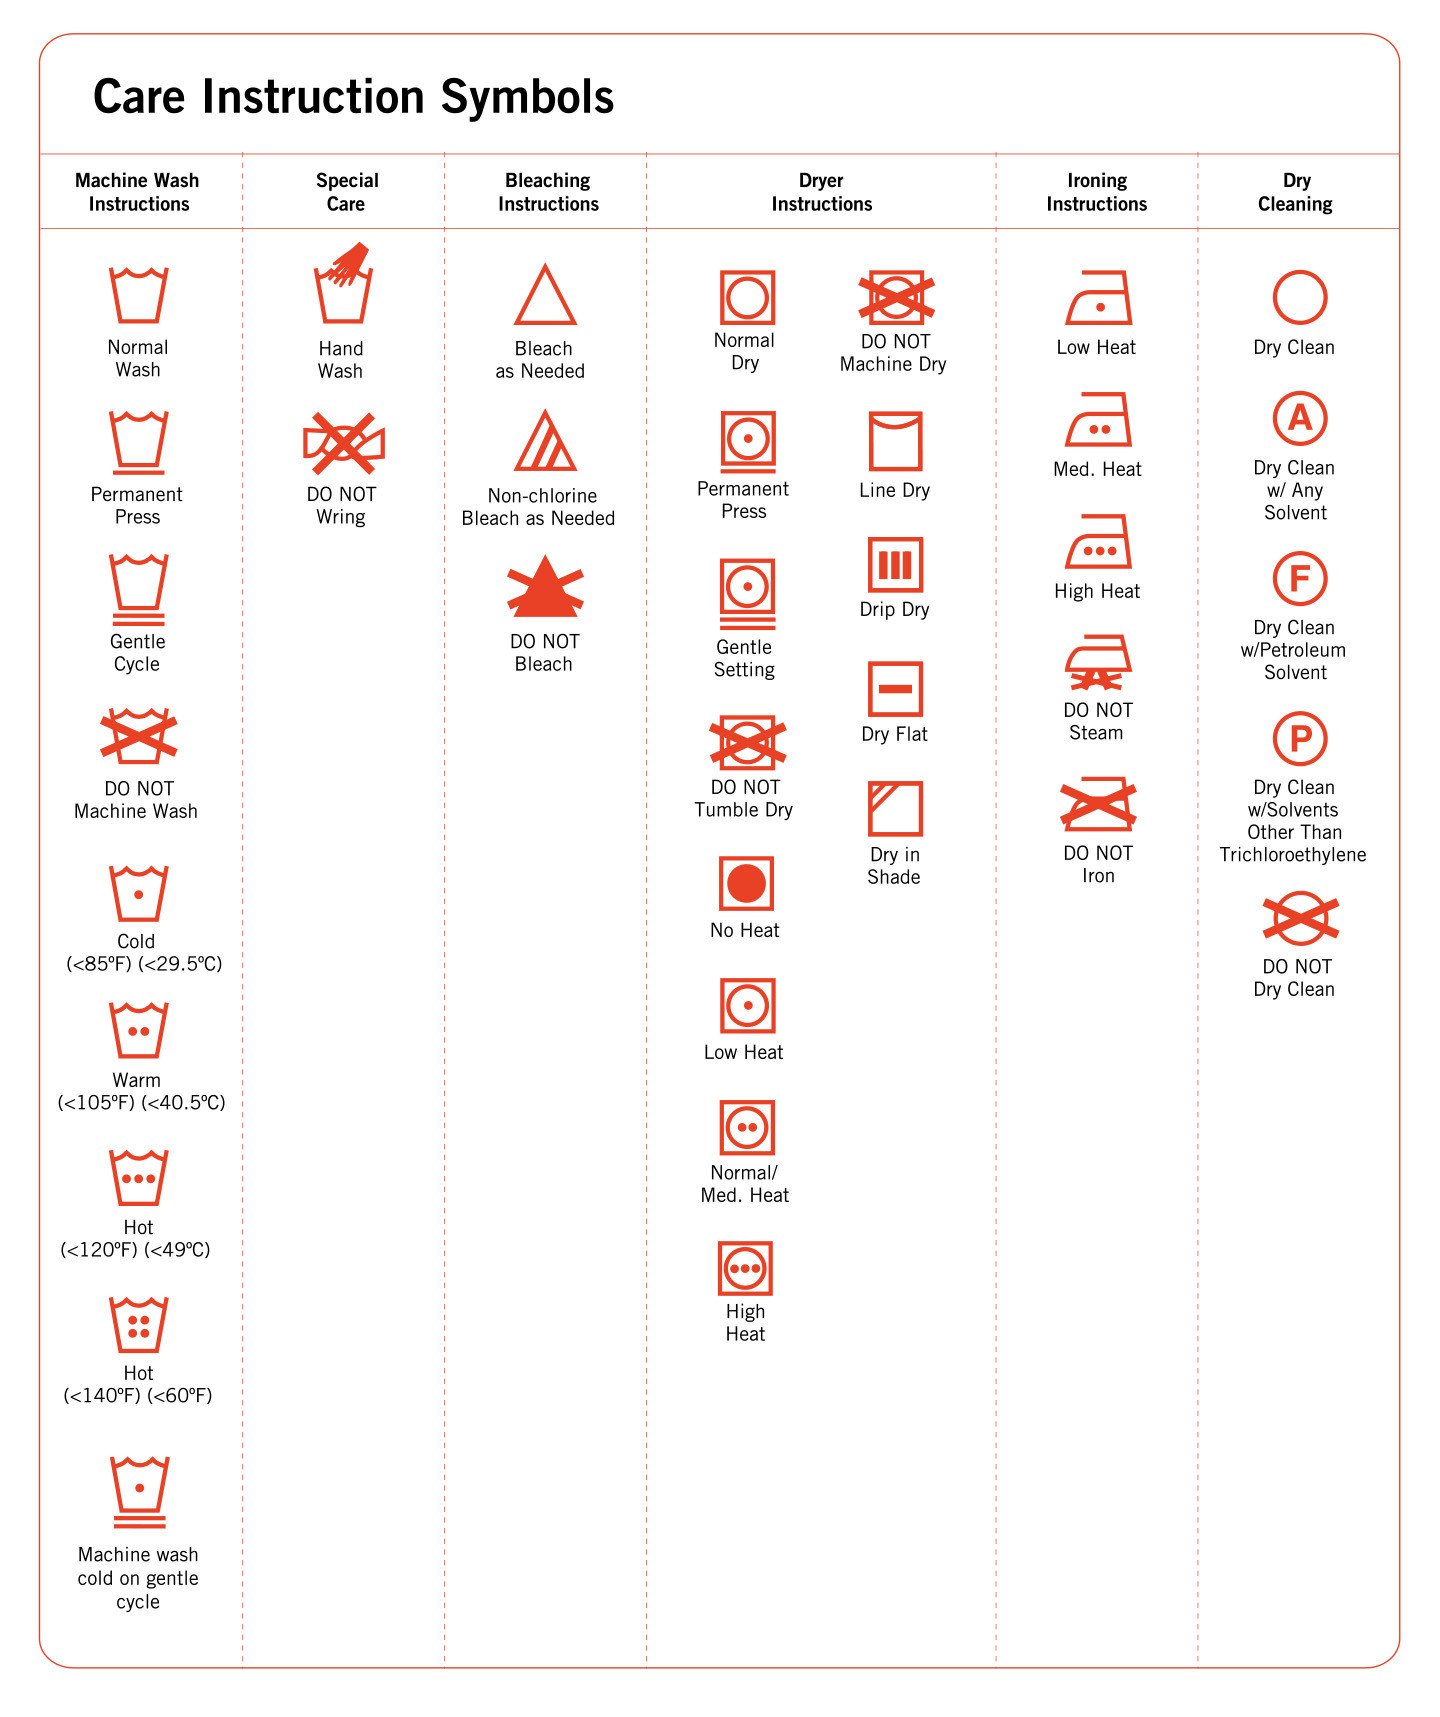 Care Instruction Symbols
Machine Wash
Instructions
Special
Care
Bleaching
Instructions
Dryer
Instructions
Ironing
Instructions
Dry
Cleaning
Normal
Wash
Permanent
Press
Gentle
Cycle
DO NOT
Machine Wash
Cold
(<85ºF) (<29.5ºC)
Warm
(<105ºF) (<40.5ºC)
Hot
(<120ºF) (<49ºC)
Hot
(<140ºF) (<60ºF)
Machine wash
cold on gentle
cycle
Hand
Wash
DO NOT
Wring
Bleach
as Needed
Non-chlorine
Bleach as Needed
DO NOT
Bleach
Normal
Dry
Permanent
Press
Gentle
Setting
DO NOT
Tumble Dry
No Heat
Low Heat
Normal/
Med. Heat
High
Heat
DO NOT
Machine Dry
Line Dry
Drip Dry
Dry Flat
Dry in
Shade
Low Heat
Med. Heat
High Heat
DO NOT
Steam
DO NOT
Iron
Dry Clean
A
Dry Clean
w/ Any
Solvent
F
Dry Clean
w/Petroleum
Solvent
P
Dry Clean
w/Solvents
Other Than
Trichloroethylene
DO NOT
Dry Clean